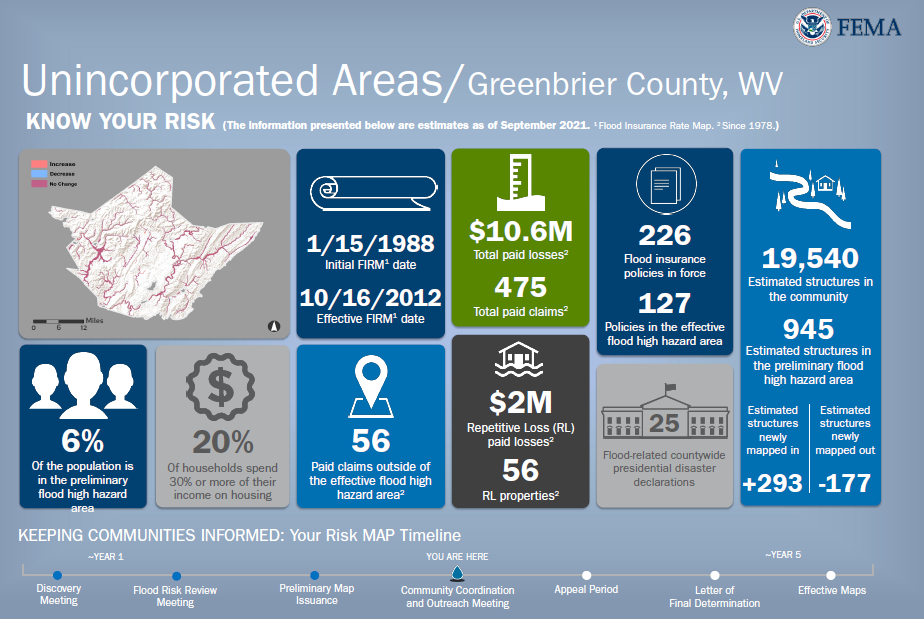 FEMA
Unincorporated Areas/Greenbrier County, WV
KNOW YOUR RISK (The information presented below are estimates as of September 2021. ¹ Flood Insurance Rate Map. ² Since 1978.)
Increase
Decrease
No Change
Miles
0 6 12
1/15/1988
Initial FIRM¹ date
10/16/2012
Effective FIRM¹ date
$10.6M
Total paid losses²
475
Total paid claims²
226
Flood insurance
policies in force
127
Policies in the effective
flood high hazard area
19,540
Estimated structures in
the community
945
Estimated structures in
the preliminary flood
high hazard area
Estimated
structures
newly
mapped in
+293
Estimated
structures
newly
mapped out
-177
6%
Of the population is
in the preliminary
flood high hazard
area
$
20%
Of households spend
30% or more of their
income on housing
56
Paid claims outside of
the effective flood high
hazard area²
$2M
Repetitive Loss (RL)
paid losses²
56
RL properties²
25
Flood-related countywide
presidential disaster
declarations
KEEPING COMMUNITIES INFORMED: Your Risk MAP Timeline
~YEAR 1
YOU ARE HERE
~YEAR 5
Discovery
Meeting
Flood Risk Review
Meeting
Preliminary Map
Issuance
Community Coordination
and Outreach Meeting
Appeal Period
Letter of
Final Determination
Effective Maps